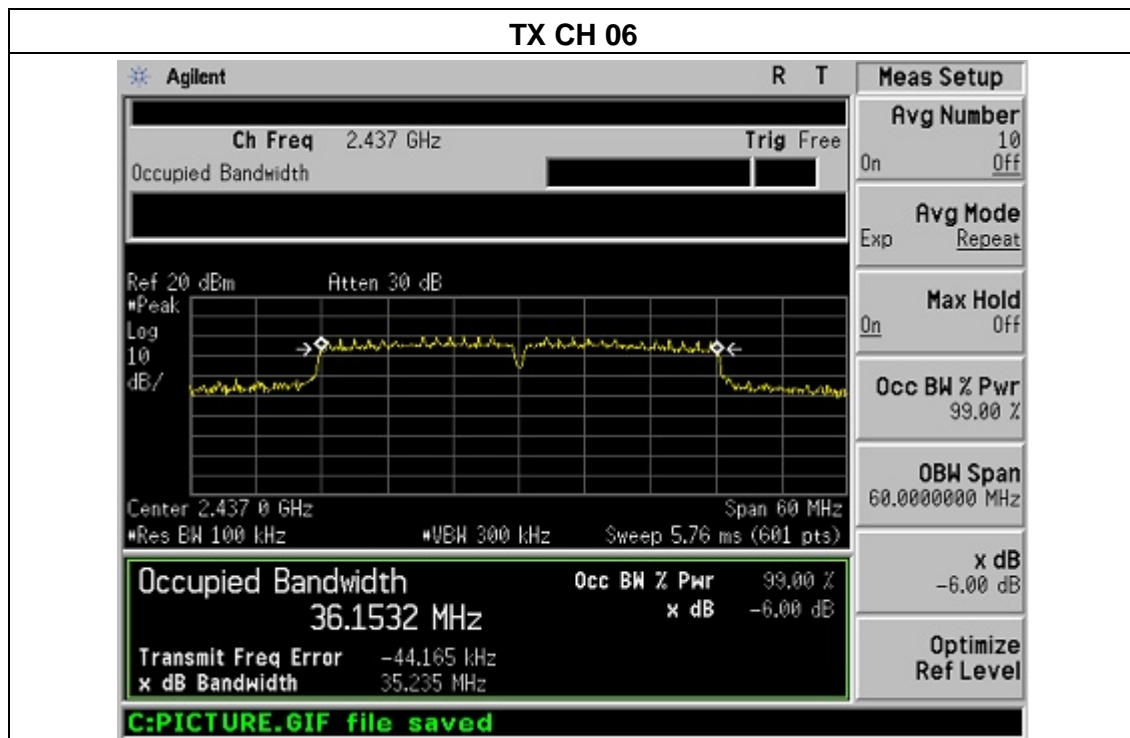 TX CH 06
Agilent R T
Ch Freq 2.437 GHz Trig Free
Occupied Bandwidth
Ref 20 dBm Atten 30 dB
#Peak
Log
10
dB/
Center 2.437 0 GHz Span 60 MHz
#Res BW 100 kHz #VBW 300 kHz Sweep 5.76 ms (601 pts)
Occupied Bandwidth Occ BW % Pwr 99.00 %
36.1532 MHz x dB -6.00 dB
Transmit Freq Error -44.165 kHz
x dB Bandwidth 35.235 MHz
C:PICTURE.GIF file saved
Meas Setup
Avg Number
10
On Off
Avg Mode
Exp Repeat
Max Hold
On Off
Occ BW % Pwr
99.00 %
OBW Span
60.0000000 MHz
x dB
-6.00 dB
Optimize
Ref Level